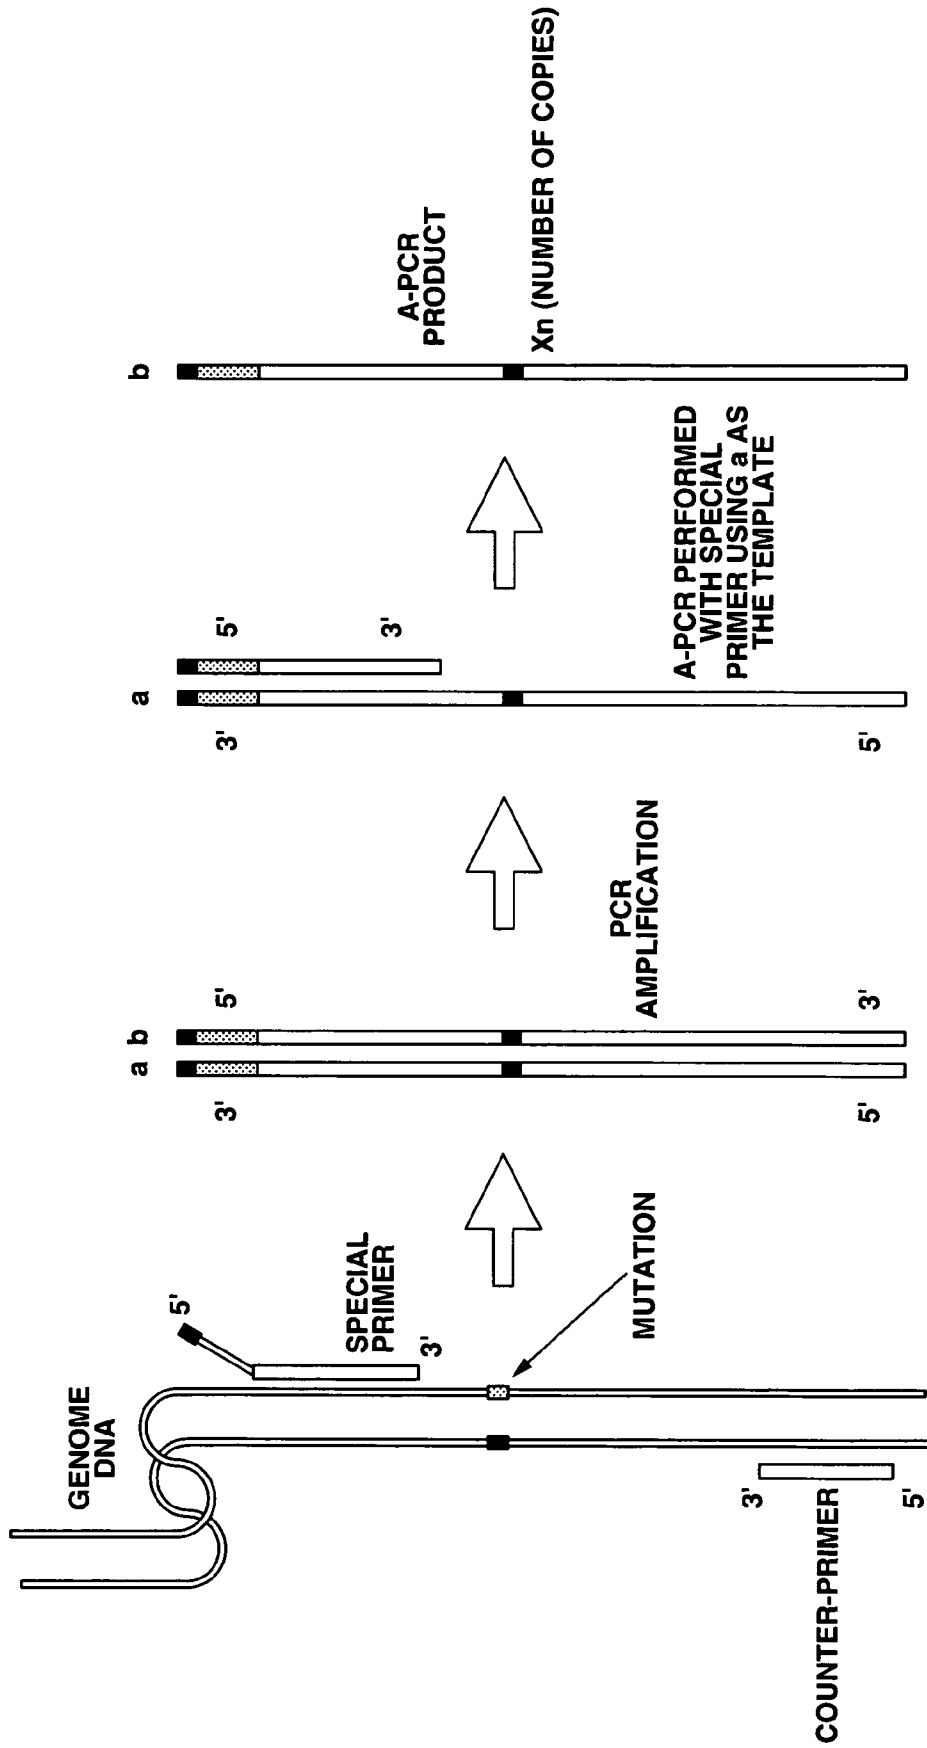 GENOME
DNA
5'
SPECIAL
PRIMER
3'
MUTATION
3'
5'
COUNTER-PRIMER
a b
3'
5'
5'
3'
PCR
AMPLIFICATION
a
3'
5'
5'
3'
A-PCR PERFORMED
WITH SPECIAL
PRIMER USING a AS
THE TEMPLATE
b
A-PCR
PRODUCT
Xn (NUMBER OF COPIES)